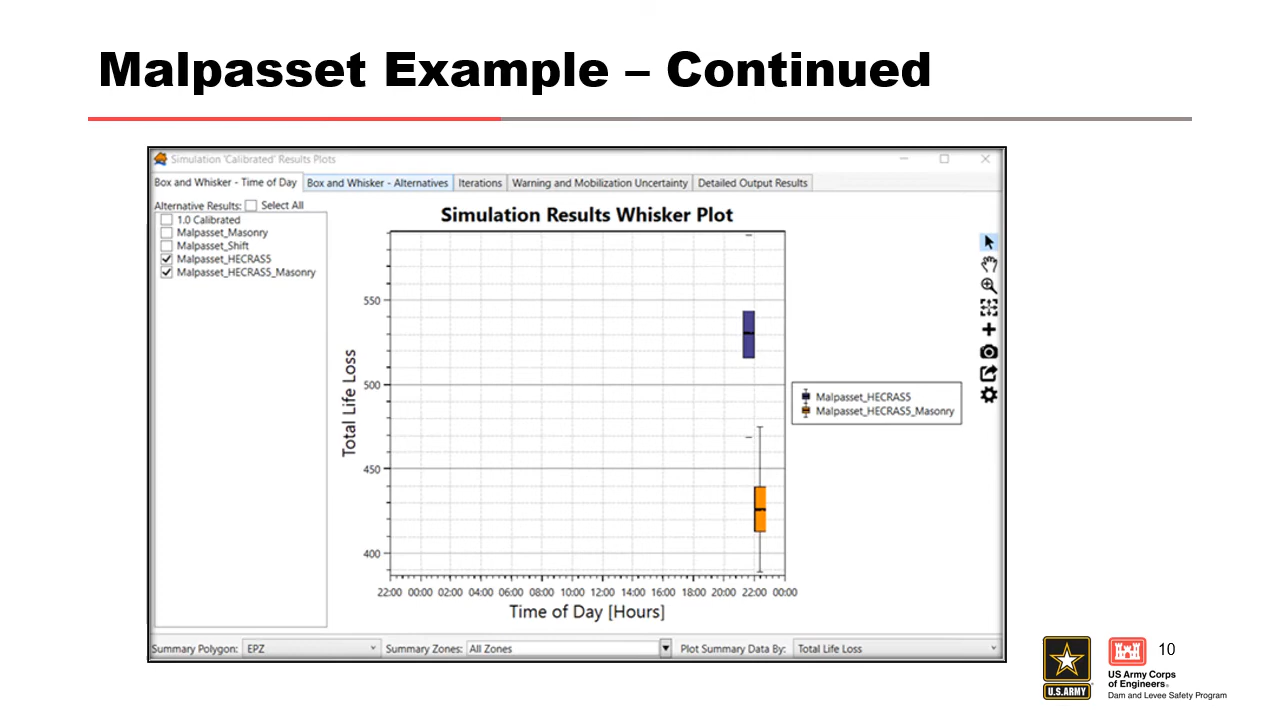 Malpasset Example – Continued
Simulation 'Calibrated' Results Plots
Box and Whisker - Time of Day
Box and Whisker - Alternatives
Iterations
Warning and Mobilization Uncertainty
Detailed Output Results
Alternative Results:
Select All
1.0 Calibrated
Malpasset_Masonry
Malpasset_Shift
Malpasset_HECRAS5
Malpasset_HECRAS5_Masonry
Simulation Results Whisker Plot
Total Life Loss
550
500
450
400
22:00 00:00 02:00 04:00 06:00 08:00 10:00 12:00 14:00 16:00 18:00 20:00 22:00 00:00
Time of Day [Hours]
Malpasset_HECRAS5
Malpasset_HECRAS5_Masonry
Summary Polygon:
EPZ
Summary Zones:
All Zones
Plot Summary Data By:
Total Life Loss
U.S.ARMY
US Army Corps
of Engineers®
Dam and Levee Safety Program
10